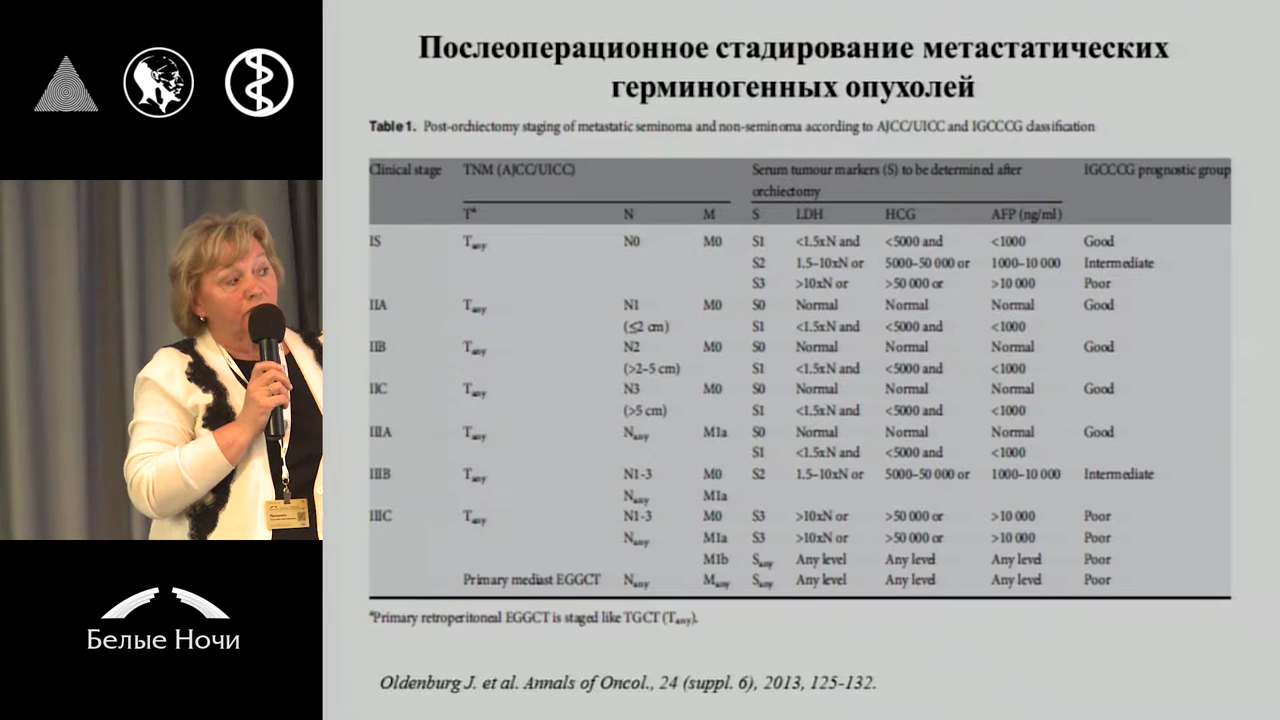 Послеоперационное стадирование метастатических
герминогенных опухолей
Table 1. Post-orchiectomy staging of metastatic seminoma and non-seminoma according to AJCC/UICC and IGCCCG classification
Clinical stage TNM (AJCC/UICC) Serum tumour markers (S) to be determined after orchiectomy IGCCCG prognostic group
Tᵃ N M S LDH HCG AFP (ng/ml)
IS Tany N0 M0 S1 <1.5xN and <5000 and <1000 Good
S2 1.5–10xN or 5000–50 000 or 1000–10 000 Intermediate
S3 >10xN or >50 000 or >10 000 Poor
IIA Tany N1 M0 S0 Normal Normal Normal Good
(≤2 cm) S1 <1.5xN and <5000 and <1000
IIB Tany N2 M0 S0 Normal Normal Normal Good
(>2–5 cm) S1 <1.5xN and <5000 and <1000
IIC Tany N3 M0 S0 Normal Normal Normal Good
(>5 cm) S1 <1.5xN and <5000 and <1000
IIIA Tany Nany M1a S0 Normal Normal Normal Good
S1 <1.5xN and <5000 and <1000
IIIB Tany N1-3 M0 S2 1.5–10xN or 5000–50 000 or 1000–10 000 Intermediate
Nany M1a
IIIC Tany N1-3 M0 S3 >10xN or >50 000 or >10 000 Poor
Nany M1a S3 >10xN or >50 000 or >10 000 Poor
M1b Sany Any level Any level Any level Poor
Primary mediast EGGCT Nany Many Sany Any level Any level Any level Poor
ᵃPrimary retroperitoneal EGGCT is staged like TGCT (Tany).
Oldenburg J. et al. Annals of Oncol., 24 (suppl. 6), 2013, 125-132.
Белые Ночи